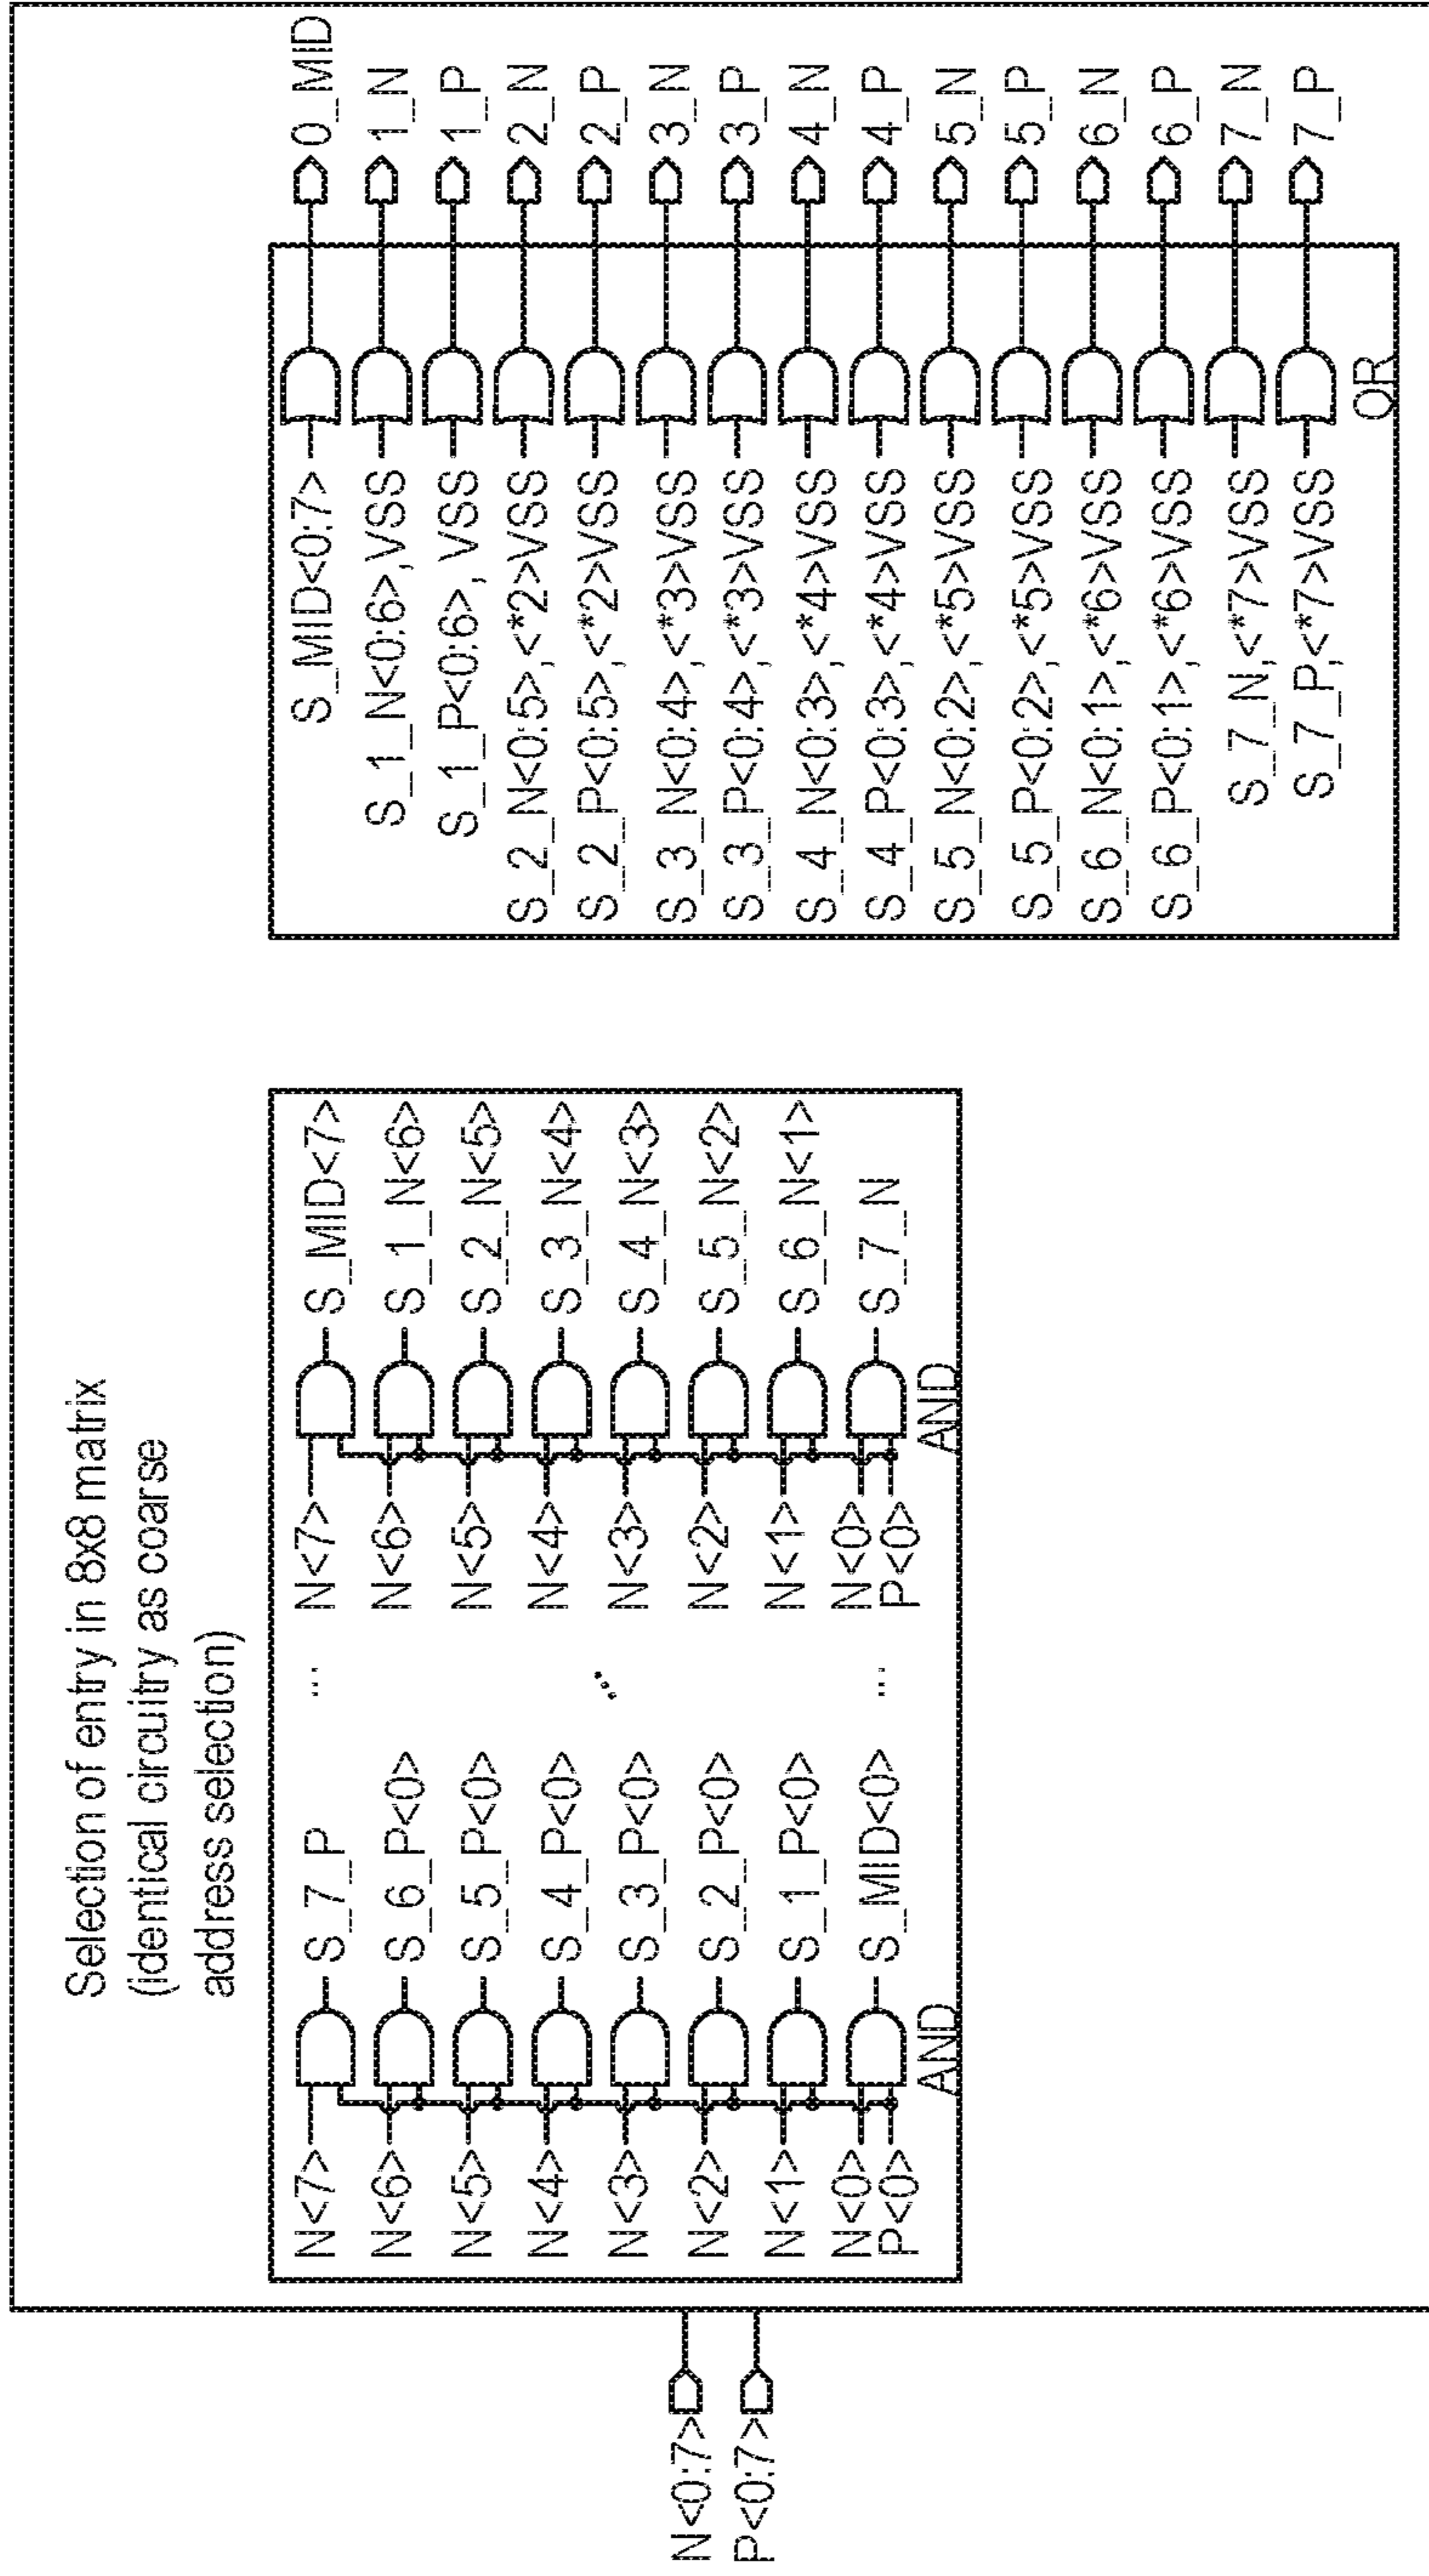 Selection of entry in 8x8 matrix
(identical circuitry as coarse
address selection)
N<0:7>
P<0:7>
N<7>
N<6>
N<5>
N<4>
N<3>
N<2>
N<1>
N<0>
P<0>
AND
S_7_P
S_6_P<0>
S_5_P<0>
S_4_P<0>
S_3_P<0>
S_2_P<0>
S_1_P<0>
S_MID<0>
...
...
...
N<7>
N<6>
N<5>
N<4>
N<3>
N<2>
N<1>
N<0>
P<0>
AND
S_MID<7>
S_1_N<6>
S_2_N<5>
S_3_N<4>
S_4_N<3>
S_5_N<2>
S_6_N<1>
S_7_N
S_MID<0:7>
S_1_N<0:6>,VSS
S_1_P<0:6>,VSS
S_2_N<0:5>,<*2>VSS
S_2_P<0:5>,<*2>VSS
S_3_N<0:4>,<*3>VSS
S_3_P<0:4>,<*3>VSS
S_4_N<0:3>,<*4>VSS
S_4_P<0:3>,<*4>VSS
S_5_N<0:2>,<*5>VSS
S_5_P<0:2>,<*5>VSS
S_6_N<0:1>,<*6>VSS
S_6_P<0:1>,<*6>VSS
S_7_N,<*7>VSS
S_7_P,<*7>VSS
OR
0_MID
1_N
1_P
2_N
2_P
3_N
3_P
4_N
4_P
5_N
5_P
6_N
6_P
7_N
7_P